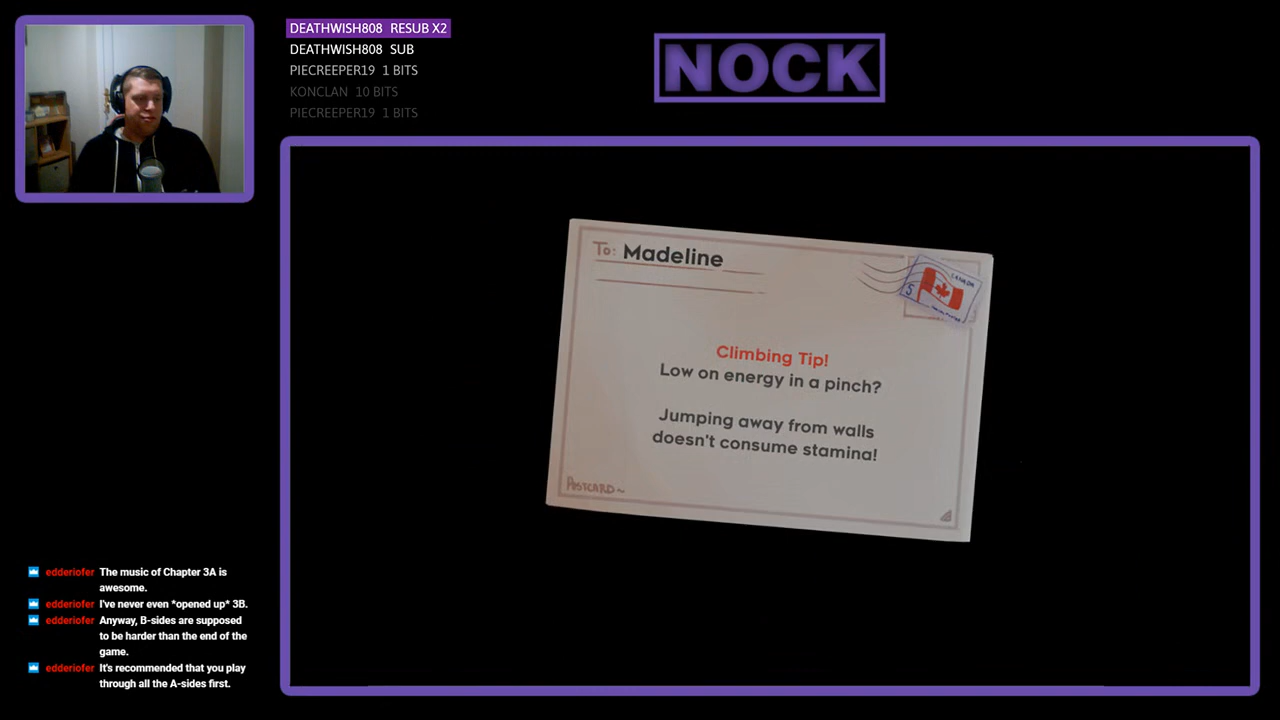 DEATHWISH808 RESUB X2
DEATHWISH808 SUB
PIECREEPER19 1 BITS
KONCLAN 10 BITS
PIECREEPER19 1 BITS
NOCK
To: Madeline
5
Climbing Tip!
Low on energy in a pinch?
Jumping away from walls
doesn't consume stamina!
POSTCARD~
edderiofer The music of Chapter 3A is
awesome.
edderiofer I've never even *opened up* 3B.
edderiofer Anyway, B-sides are supposed
to be harder than the end of the
game.
edderiofer It's recommended that you play
through all the A-sides first.